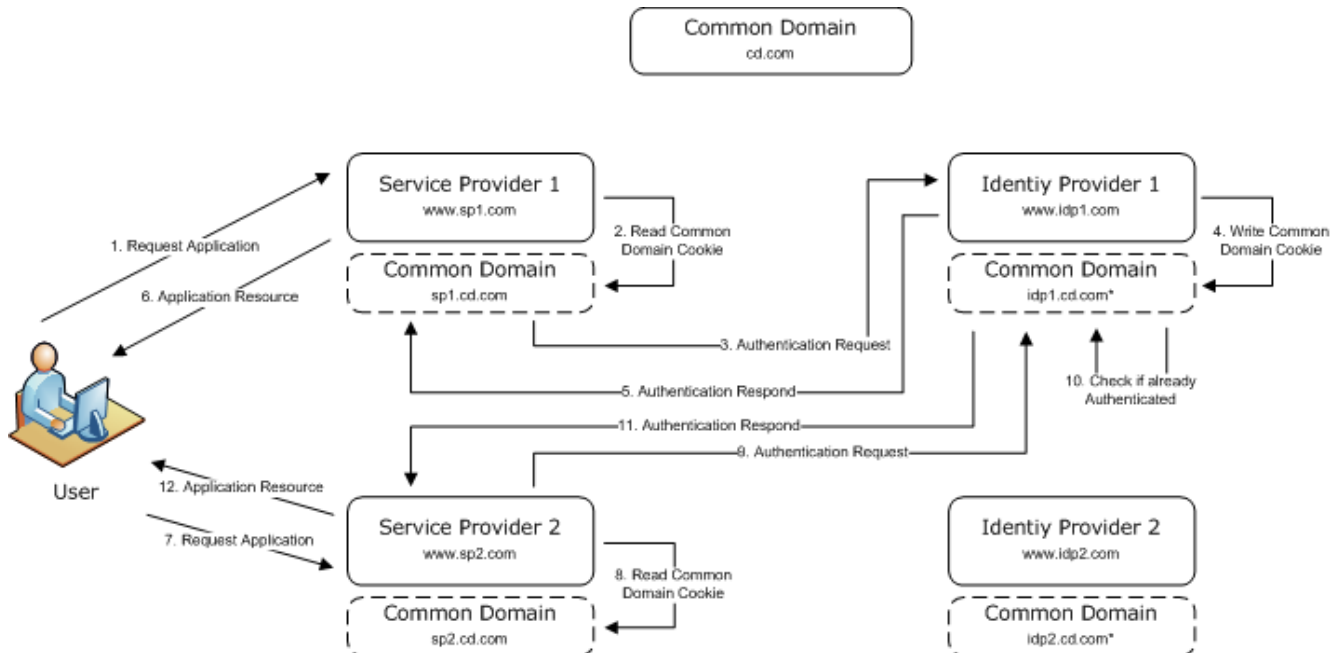 Common Domain
cd.com
Service Provider 1
www.sp1.com
Common Domain
sp1.cd.com
2. Read Common
Domain Cookie
Identiy Provider 1
www.idp1.com
Common Domain
idp1.cd.com*
4. Write Common
Domain Cookie
1. Request Application
6. Application Resource
3. Authentication Request
5. Authentication Respond
10. Check if already
Authenticated
11. Authentication Respond
9. Authentication Request
User
12. Application Resource
7. Request Application
Service Provider 2
www.sp2.com
Common Domain
sp2.cd.com
8. Read Common
Domain Cookie
Identiy Provider 2
www.idp2.com
Common Domain
idp2.cd.com*